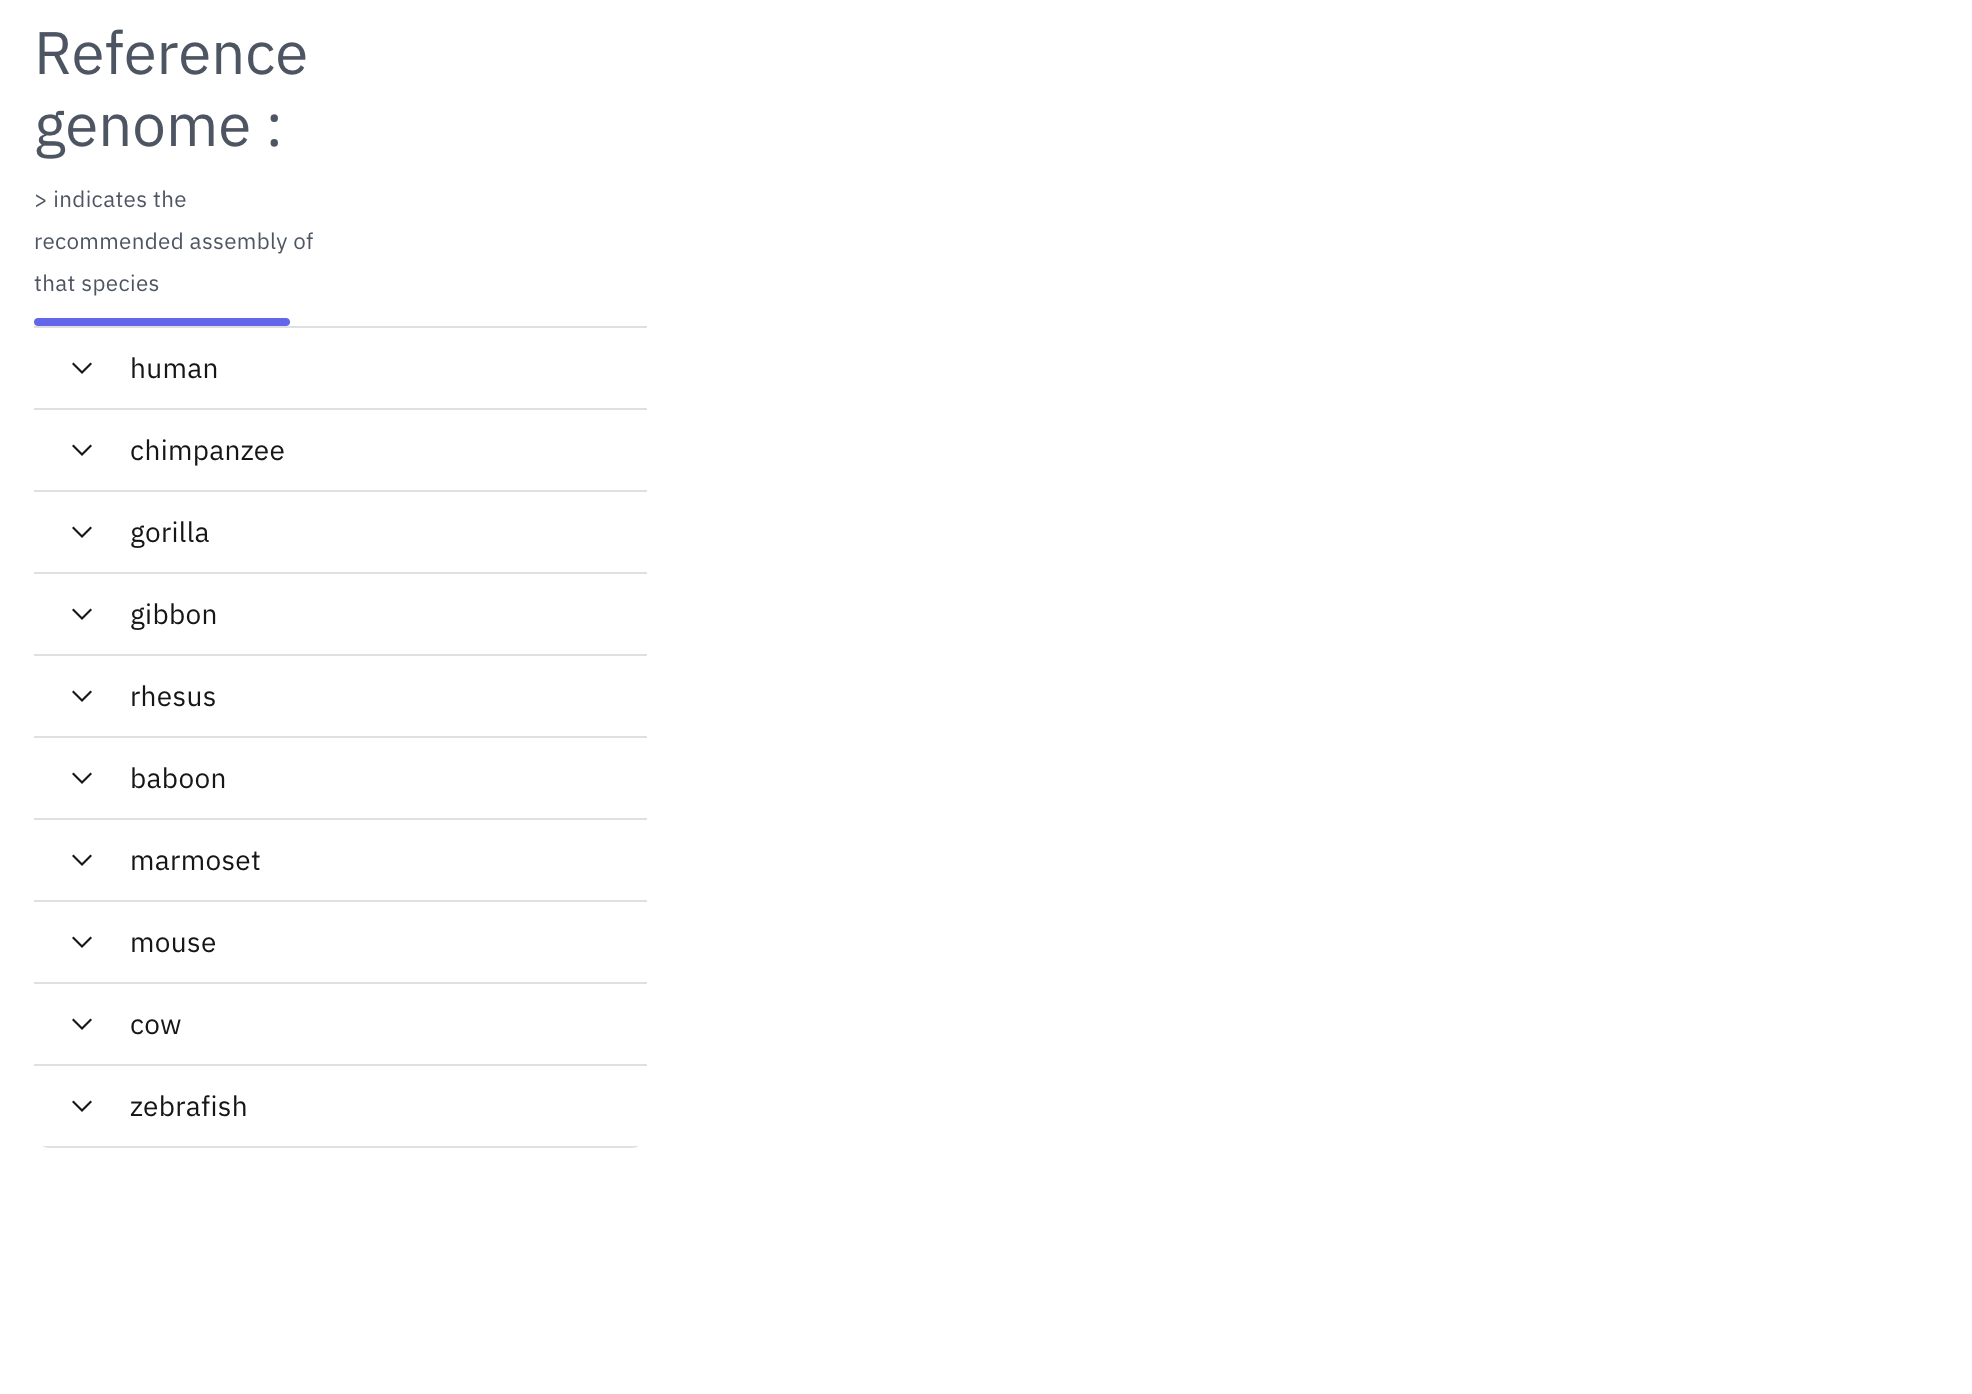 Reference
genome :
> indicates the
recommended assembly of
that species
human
chimpanzee
gorilla
gibbon
rhesus
baboon
marmoset
mouse
cow
zebrafish